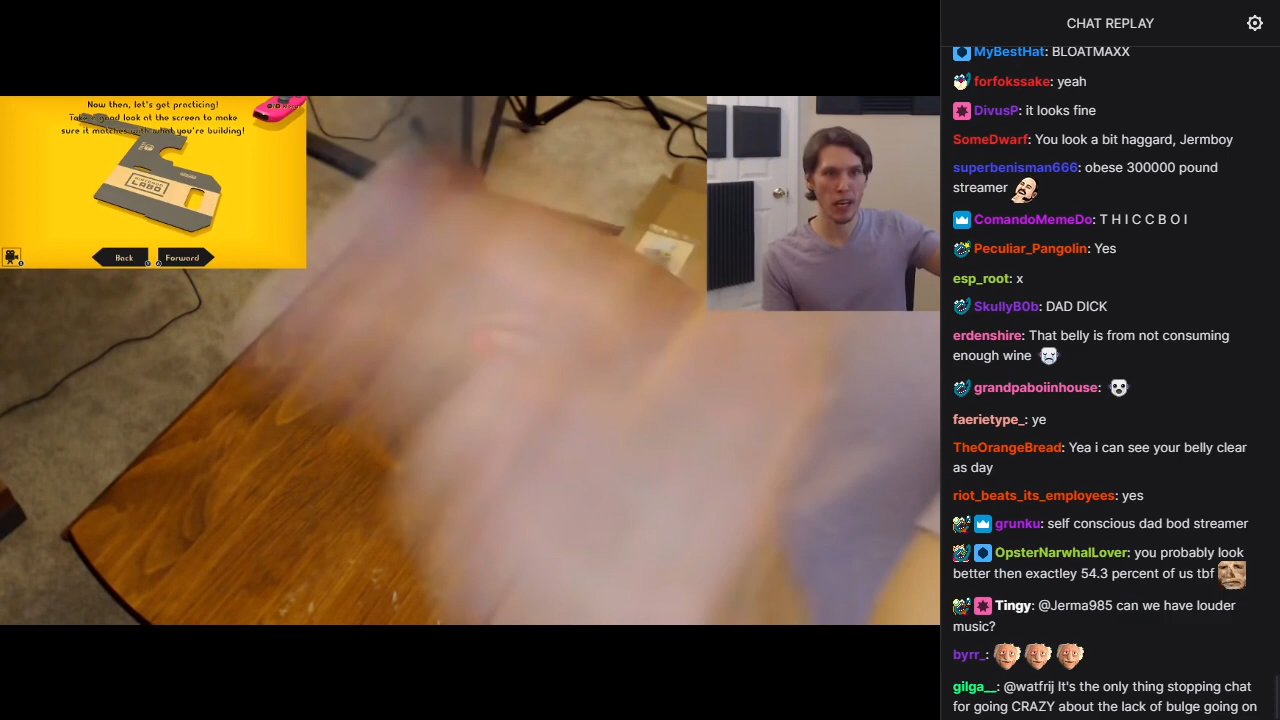 Now then, let's get practicing!
Take a good look at the screen to make
sure it matches with what you're building!
NINTENDO
LABO
Back
Forward
CHAT REPLAY
MyBestHat: BLOATMAXX
forfokssake: yeah
DivusP: it looks fine
SomeDwarf: You look a bit haggard, Jermboy
superbenisman666: obese 300000 pound
streamer
ComandoMemeDo: T H I C C B O I
Peculiar_Pangolin: Yes
esp_root: x
SkullyB0b: DAD DICK
erdenshire: That belly is from not consuming
enough wine
grandpaboiinhouse:
faerietype_: ye
TheOrangeBread: Yea i can see your belly clear
as day
riot_beats_its_employees: yes
grunku: self conscious dad bod streamer
OpsterNarwhalLover: you probably look
better then exactley 54.3 percent of us tbf
Tingy: @Jerma985 can we have louder
music?
byrr_:
gilga__: @watfrij It's the only thing stopping chat
for going CRAZY about the lack of bulge going on